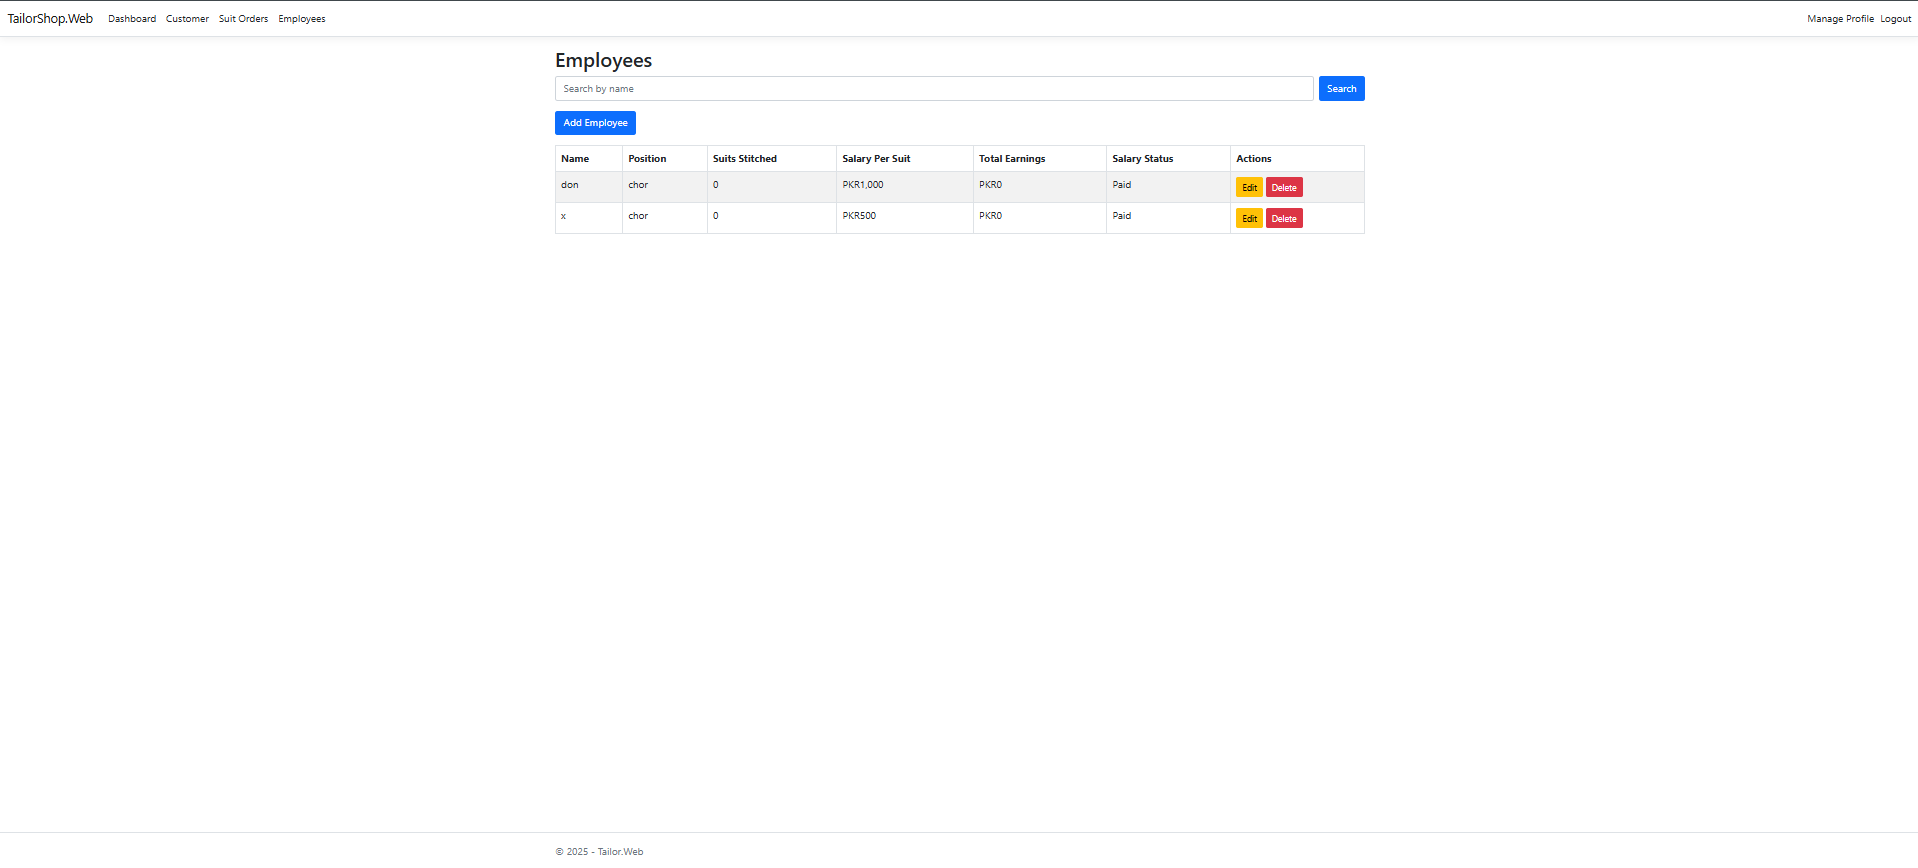 TailorShop.Web Dashboard Customer Suit Orders Employees Manage Profile Logout
Employees
Search by name Search
Add Employee
Name Position Suits Stitched Salary Per Suit Total Earnings Salary Status Actions
don chor 0 PKR1,000 PKR0 Paid Edit Delete
x chor 0 PKR500 PKR0 Paid Edit Delete
© 2025 - Tailor.Web